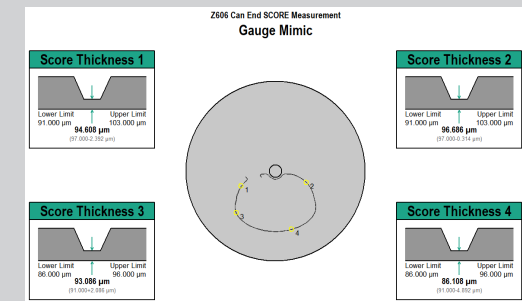 Z606 Can End SCORE Measurement
Gauge Mimic
Score Thickness 1
Lower Limit Upper Limit
91.000 µm 103.000 µm
94.608 µm
(97.000-2.392 µm)
Score Thickness 2
Lower Limit Upper Limit
91.000 µm 103.000 µm
96.686 µm
(97.000-0.314 µm)
1
2
3
4
Score Thickness 3
Lower Limit Upper Limit
86.000 µm 96.000 µm
93.086 µm
(91.000+2.086 µm)
Score Thickness 4
Lower Limit Upper Limit
86.000 µm 96.000 µm
86.108 µm
(91.000-4.892 µm)